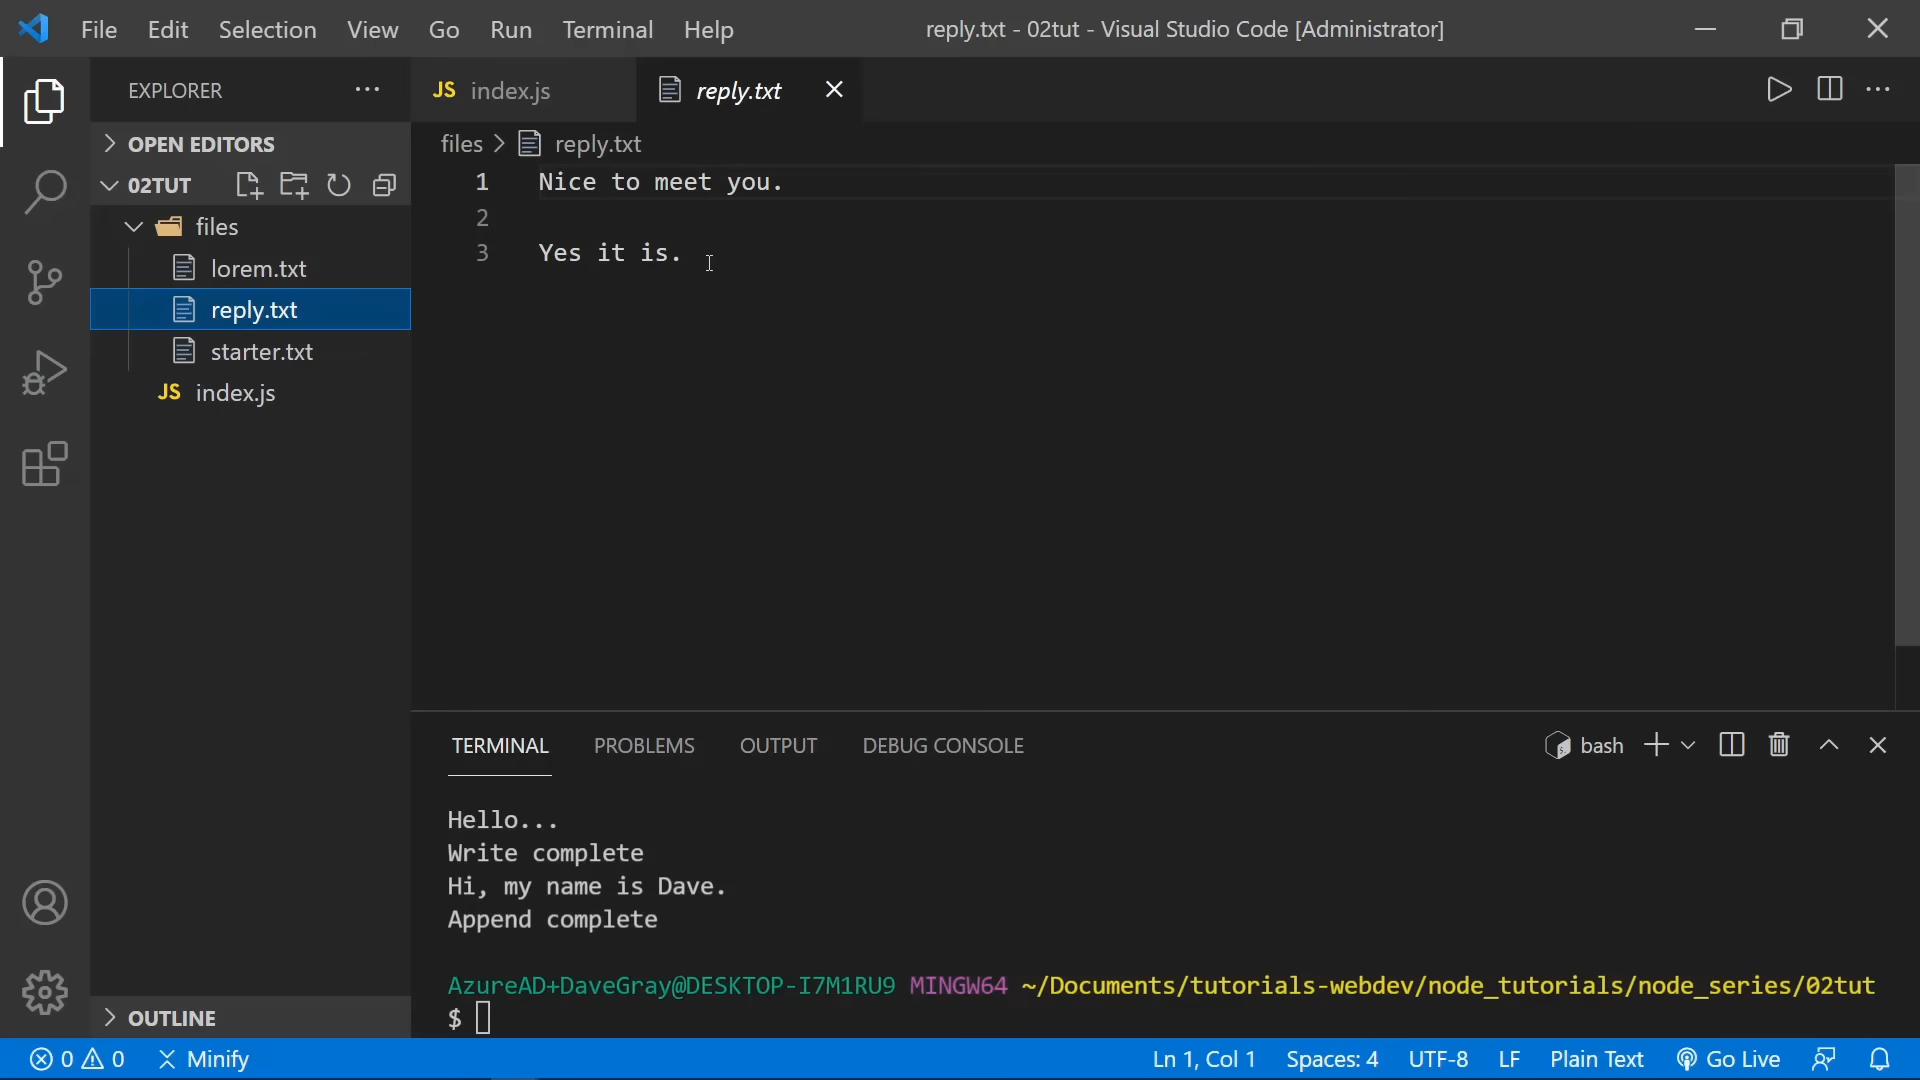 File Edit Selection View Go Run Terminal Help
reply.txt - 02tut - Visual Studio Code [Administrator]
EXPLORER
OPEN EDITORS
02TUT
files
lorem.txt
reply.txt
starter.txt
JS index.js
OUTLINE
JS index.js
reply.txt
files > reply.txt
1 Nice to meet you.
2
3 Yes it is.
TERMINAL PROBLEMS OUTPUT DEBUG CONSOLE
bash
Hello...
Write complete
Hi, my name is Dave.
Append complete
AzureAD+DaveGray@DESKTOP-I7M1RU9 MINGW64 ~/Documents/tutorials-webdev/node_tutorials/node_series/02tut
$
0 0 Minify
Ln 1, Col 1 Spaces: 4 UTF-8 LF Plain Text Go Live